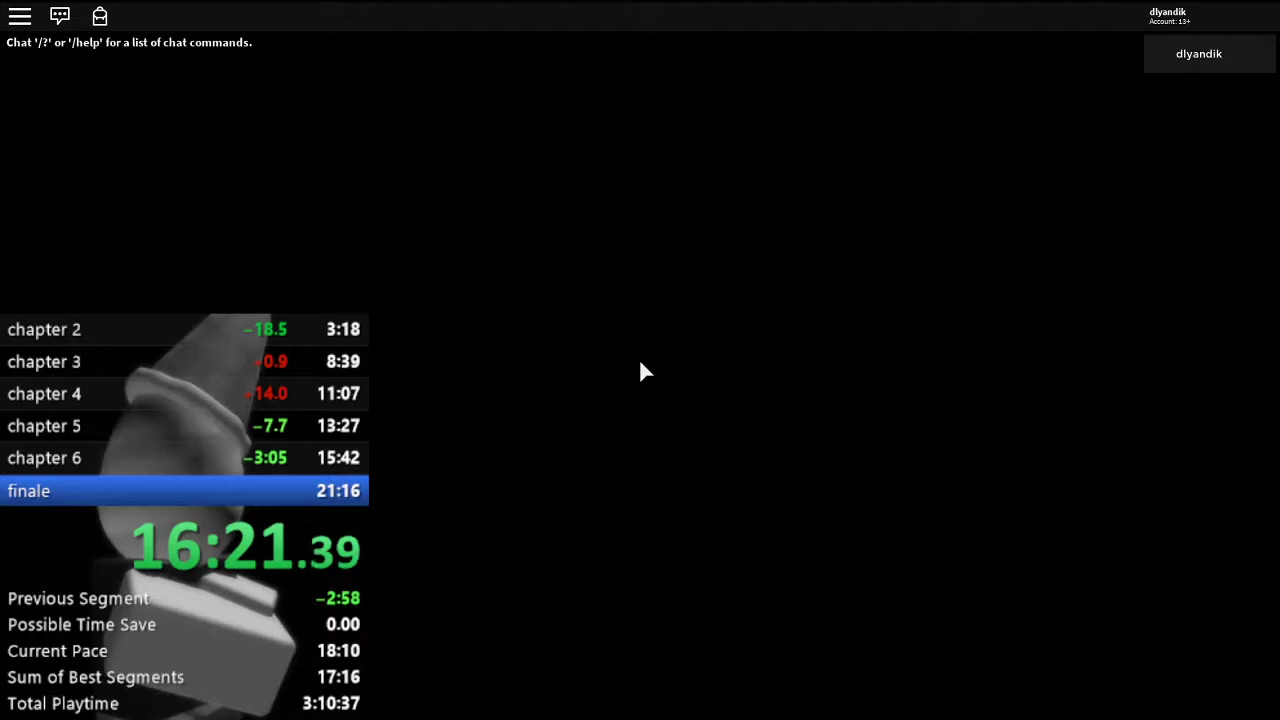 dlyandik
Account: 13+
Chat '/?' or '/help' for a list of chat commands.
dlyandik
chapter 2 -18.5 3:18
chapter 3 -0.9 8:39
chapter 4 -14.0 11:07
chapter 5 -7.7 13:27
chapter 6 -3:05 15:42
finale 21:16
16:21.39
Previous Segment -2:58
Possible Time Save 0.00
Current Pace 18:10
Sum of Best Segments 17:16
Total Playtime 3:10:37